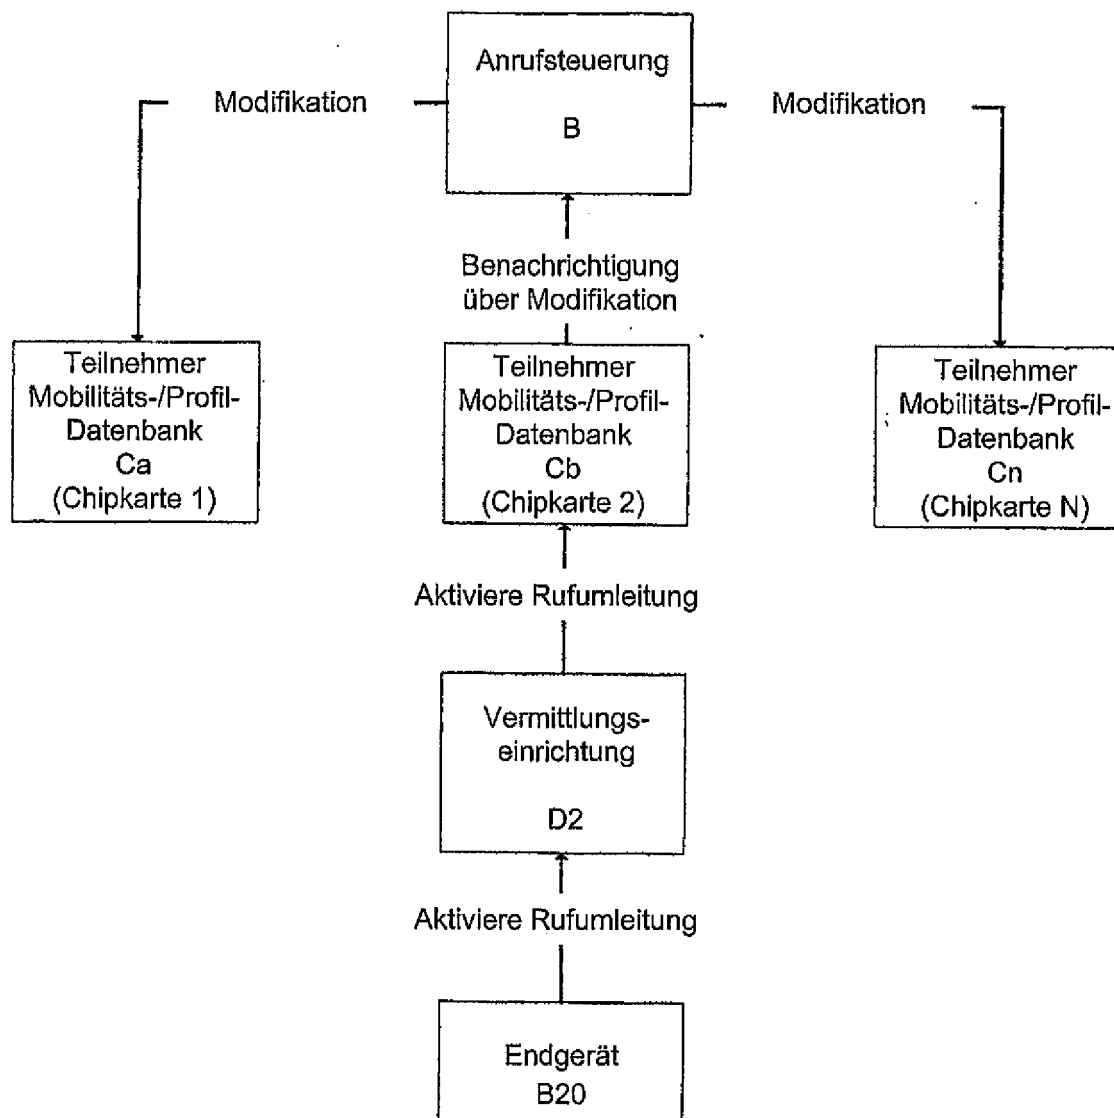 Anrufsteuerung
B
Modifikation
Modifikation
Benachrichtigung
über Modifikation
Teilnehmer
Mobilitäts-/Profil-
Datenbank
Ca
(Chipkarte 1)
Teilnehmer
Mobilitäts-/Profil-
Datenbank
Cb
(Chipkarte 2)
Teilnehmer
Mobilitäts-/Profil-
Datenbank
Cn
(Chipkarte N)
Aktiviere Rufumleitung
Vermittlungs-
einrichtung
D2
Aktiviere Rufumleitung
Endgerät
B20